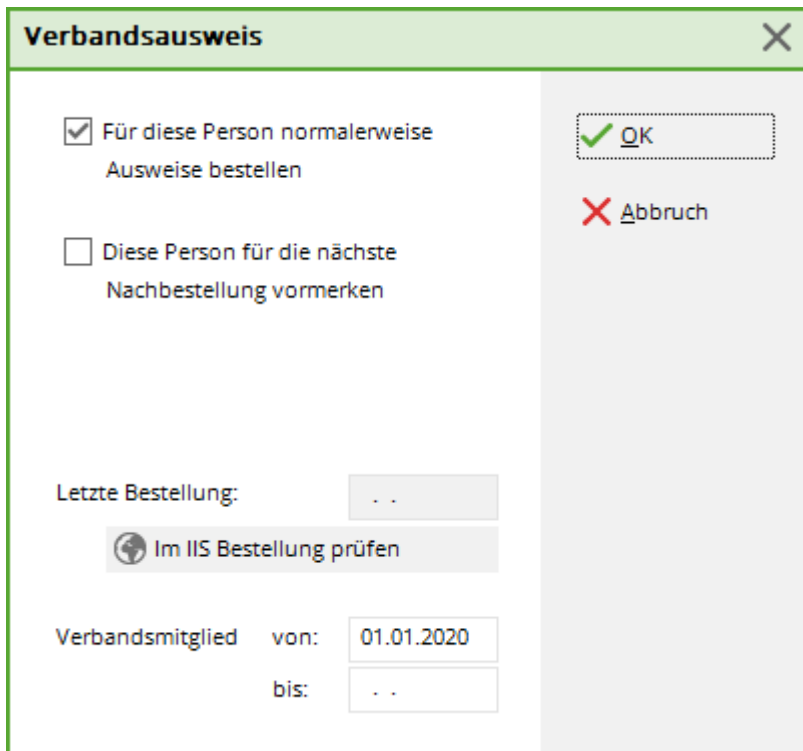 Verbandsausweis
Für diese Person normalerweise
Ausweise bestellen
OK
Abbruch
Diese Person für die nächste
Nachbestellung vormerken
Letzte Bestellung: . .
Im IIS Bestellung prüfen
Verbandsmitglied von: 01.01.2020
bis: . .